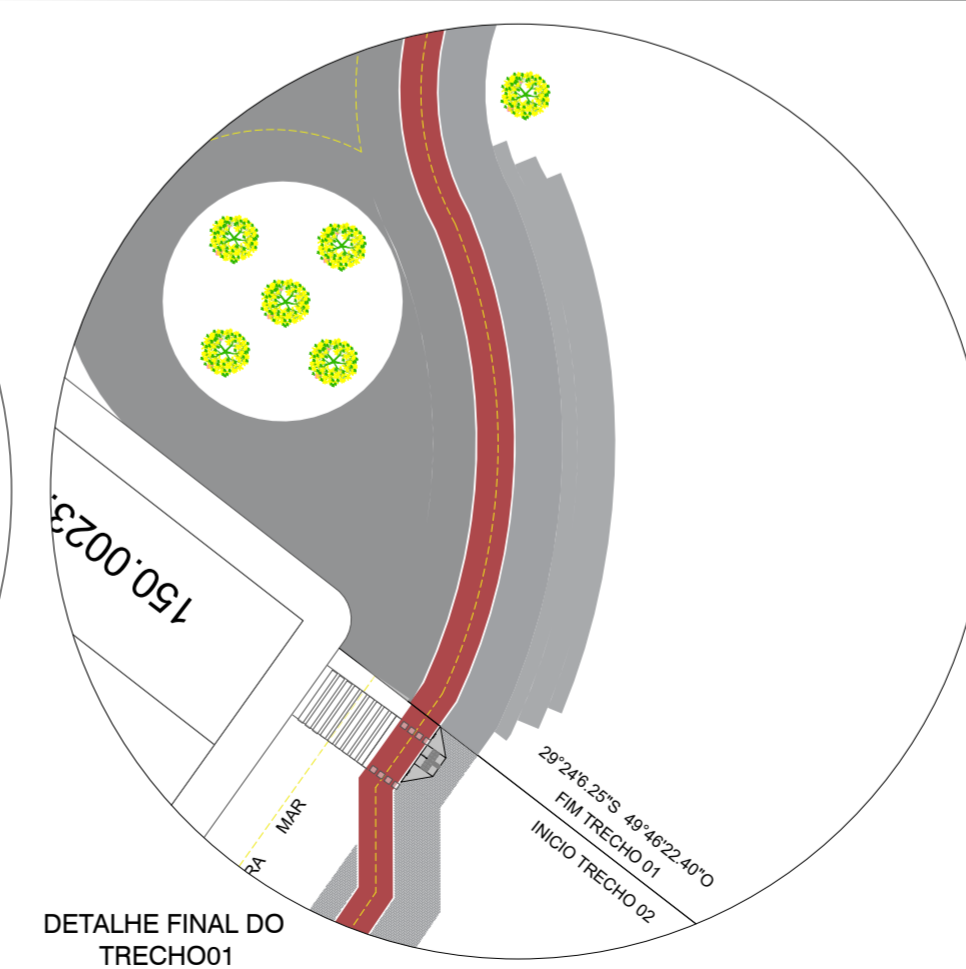 150.0023.
29°24'6.25"S 49°46'22.40"O
FIM TRECHO 01
INICIO TRECHO 02
MAR
RA
DETALHE FINAL DO
TRECHO01